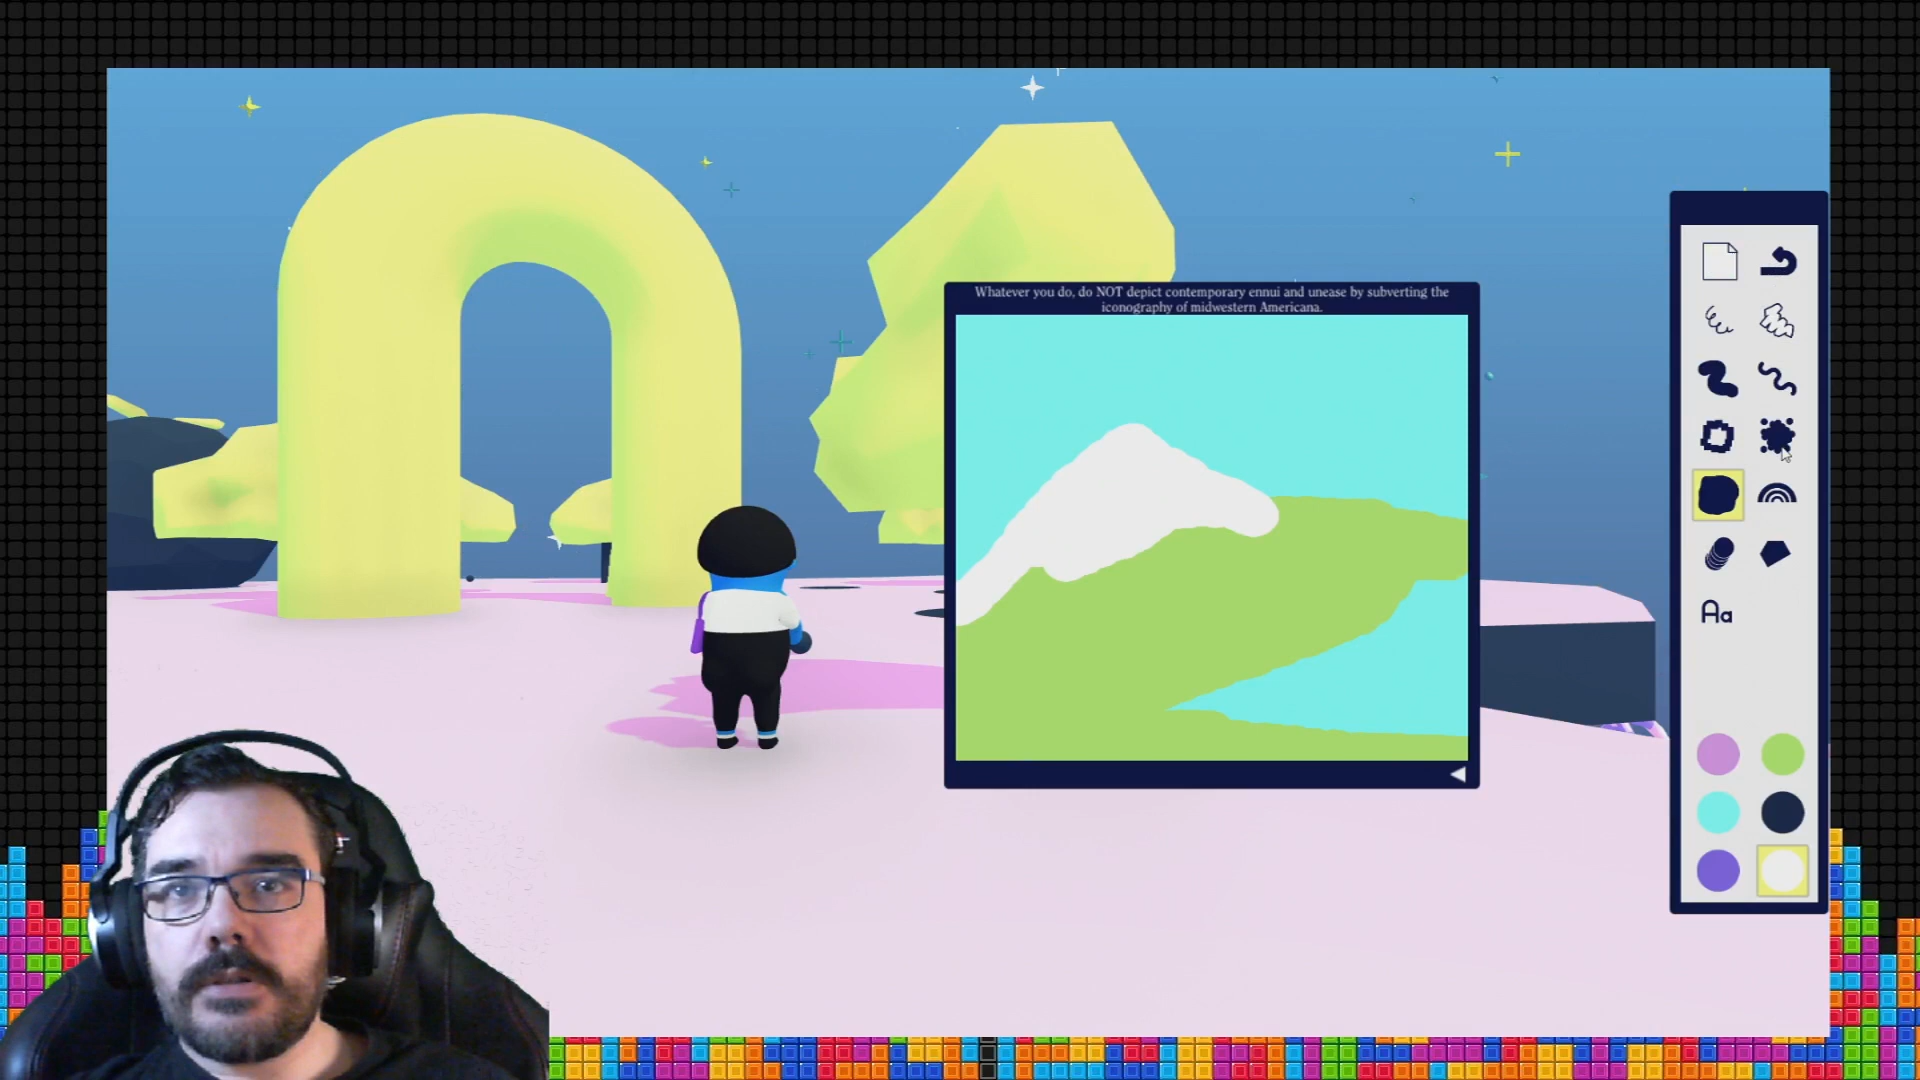 Whatever you do, do NOT depict contemporary ennui and unease by subverting the
iconography of midwestern Americana.
Aa